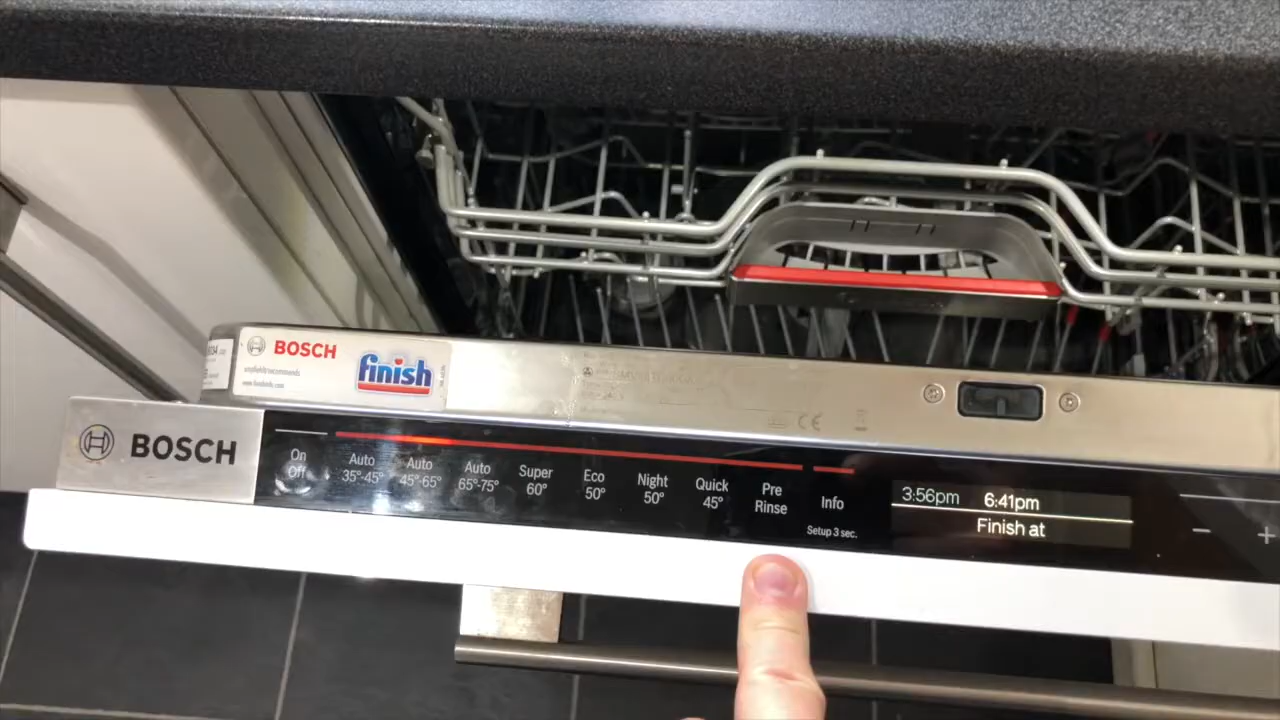 BOSCH
finish
BOSCH
On
Off
Auto
35°-45°
Auto
45°-65°
Auto
65°-75°
Super
60°
Eco
50°
Night
50°
Quick
45°
Pre
Rinse
Info
Setup 3 sec.
3:56pm 6:41pm
Finish at
− +
CE